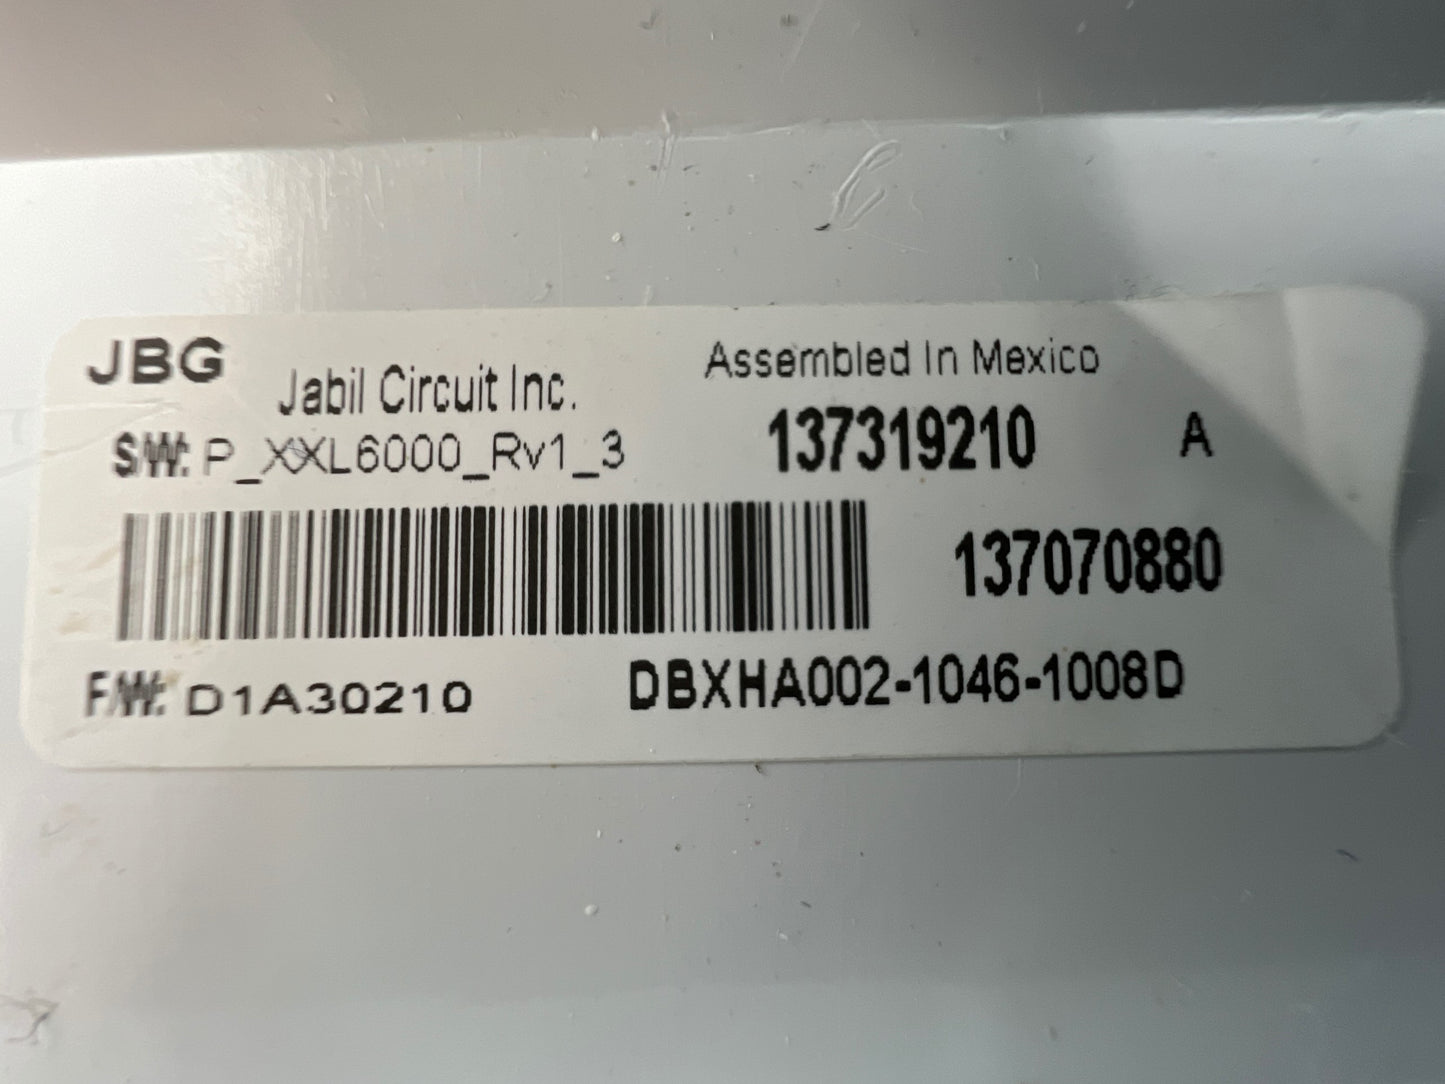 JBG
Jabil Circuit Inc.
Assembled In Mexico
S/W: P_XXL6000_Rv1_3
137319210 A
137070880
F/W: D1A30210
DBXHA002-1046-1008D